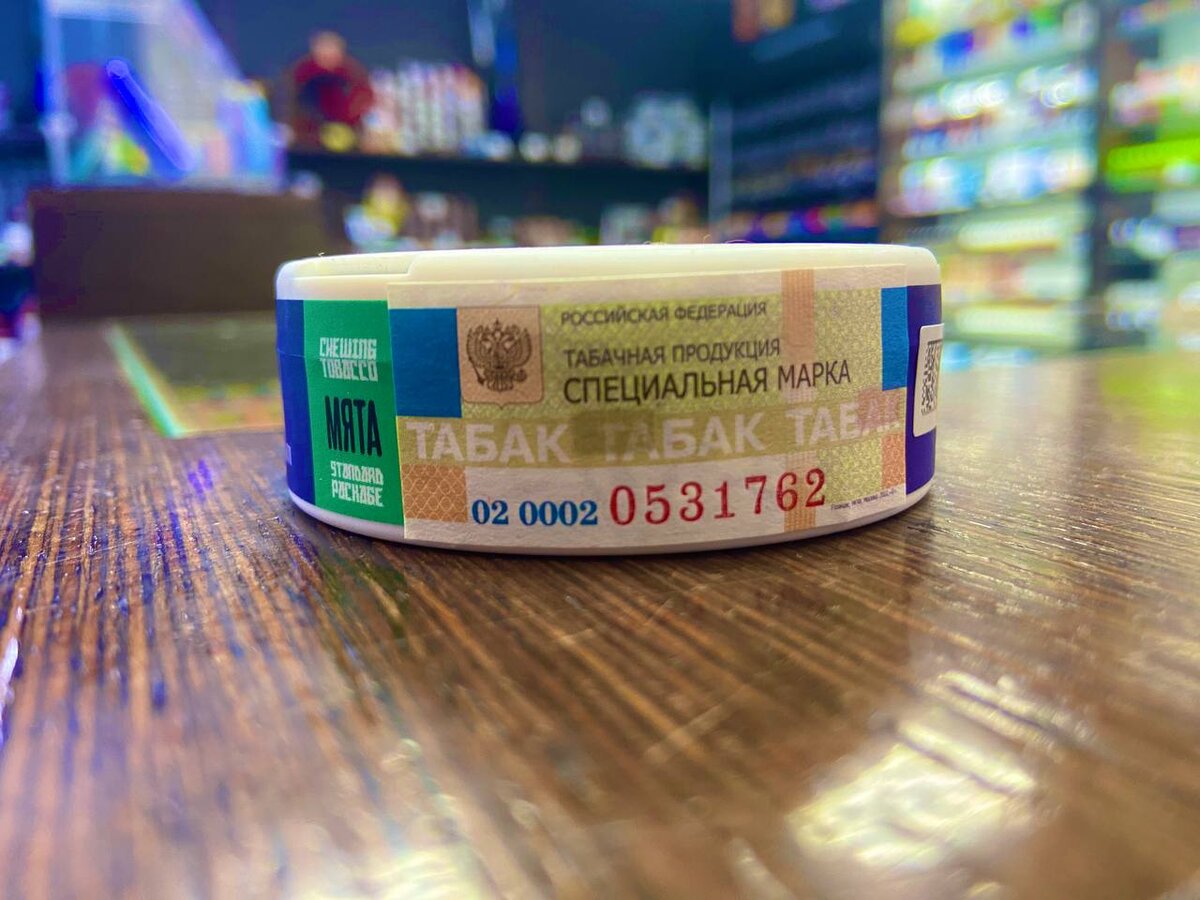 CHEWING
TOBACCO
МЯТА
STANDARD
PACKAGE
РОССИЙСКАЯ ФЕДЕРАЦИЯ
ТАБАЧНАЯ ПРОДУКЦИЯ
СПЕЦИАЛЬНАЯ МАРКА
ТАБАК ТАБАК ТАБАК
02 0002 0531762